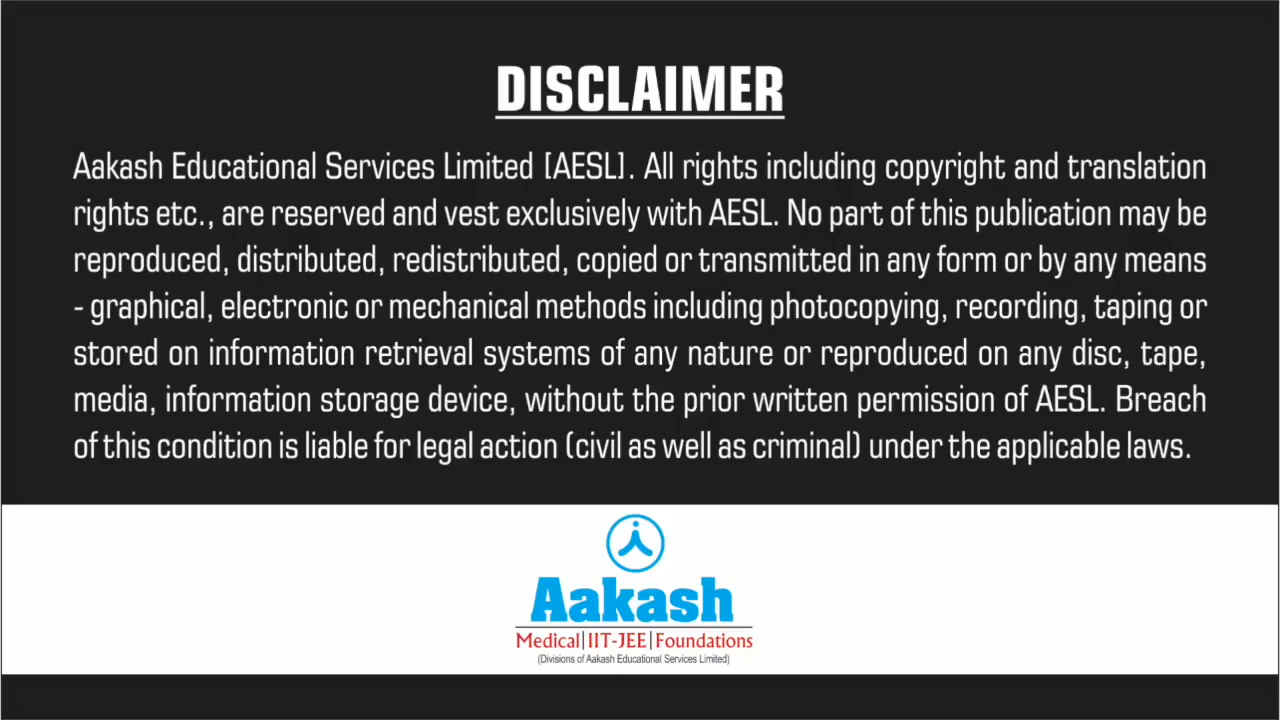 DISCLAIMER
Aakash Educational Services Limited [AESL]. All rights including copyright and translation
rights etc., are reserved and vest exclusively with AESL. No part of this publication may be
reproduced, distributed, redistributed, copied or transmitted in any form or by any means
- graphical, electronic or mechanical methods including photocopying, recording, taping or
stored on information retrieval systems of any nature or reproduced on any disc, tape,
media, information storage device, without the prior written permission of AESL. Breach
of this condition is liable for legal action (civil as well as criminal) under the applicable laws.
Aakash
Medical|IIT-JEE|Foundations
(Divisions of Aakash Educational Services Limited)